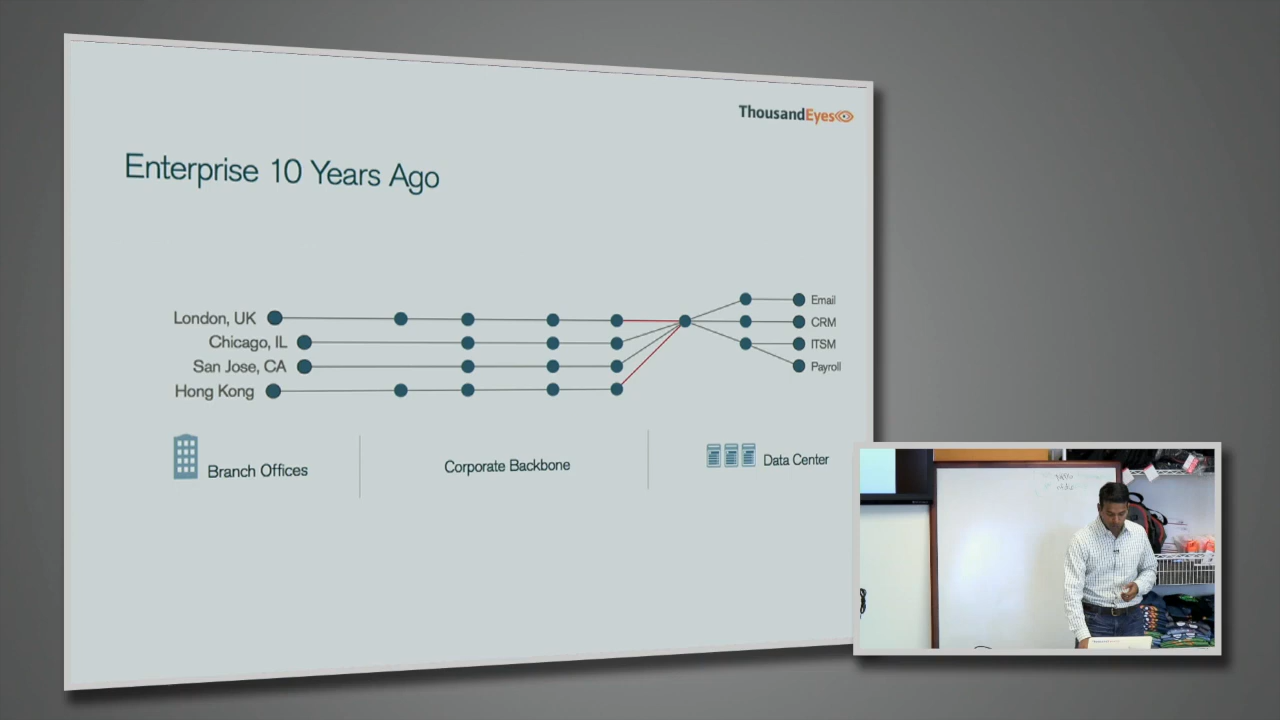 ThousandEyes
Enterprise 10 Years Ago
London, UK
Chicago, IL
San Jose, CA
Hong Kong
Email
CRM
ITSM
Payroll
Branch Offices
Corporate Backbone
Data Center